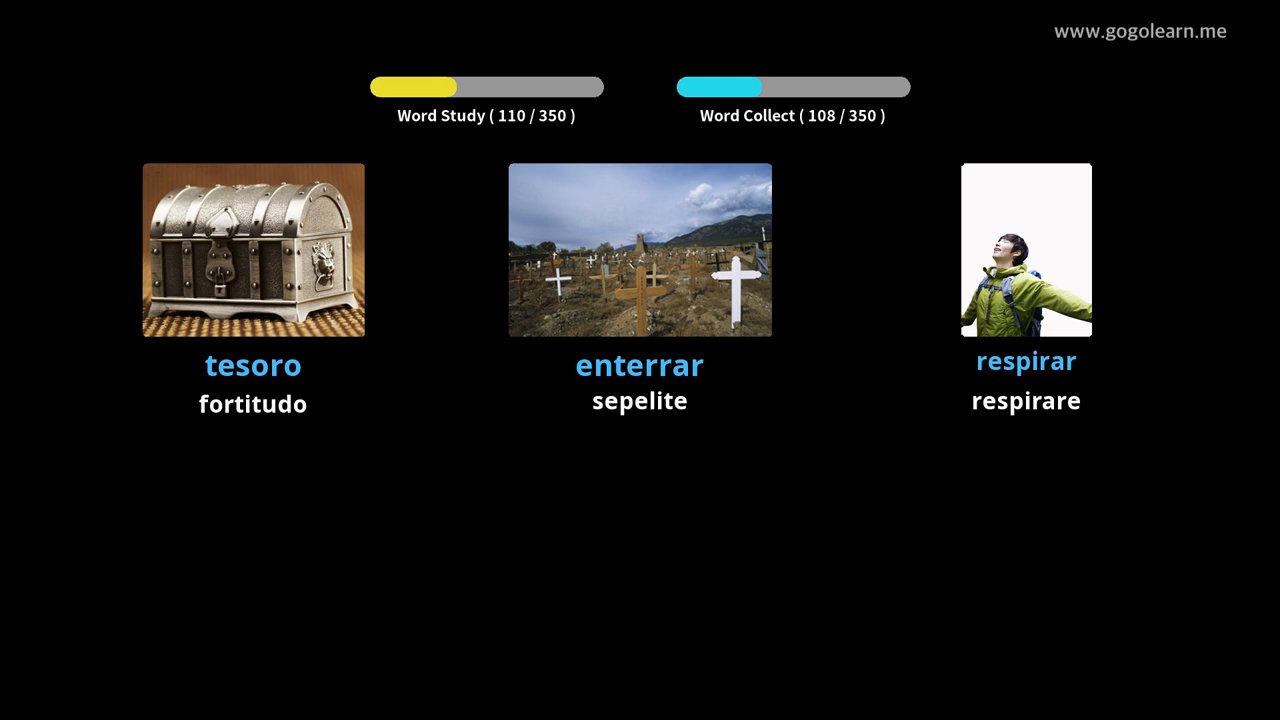 www.gogolearn.me
Word Study ( 110 / 350 )
Word Collect ( 108 / 350 )
tesoro
fortitudo
enterrar
sepelite
respirar
respirare